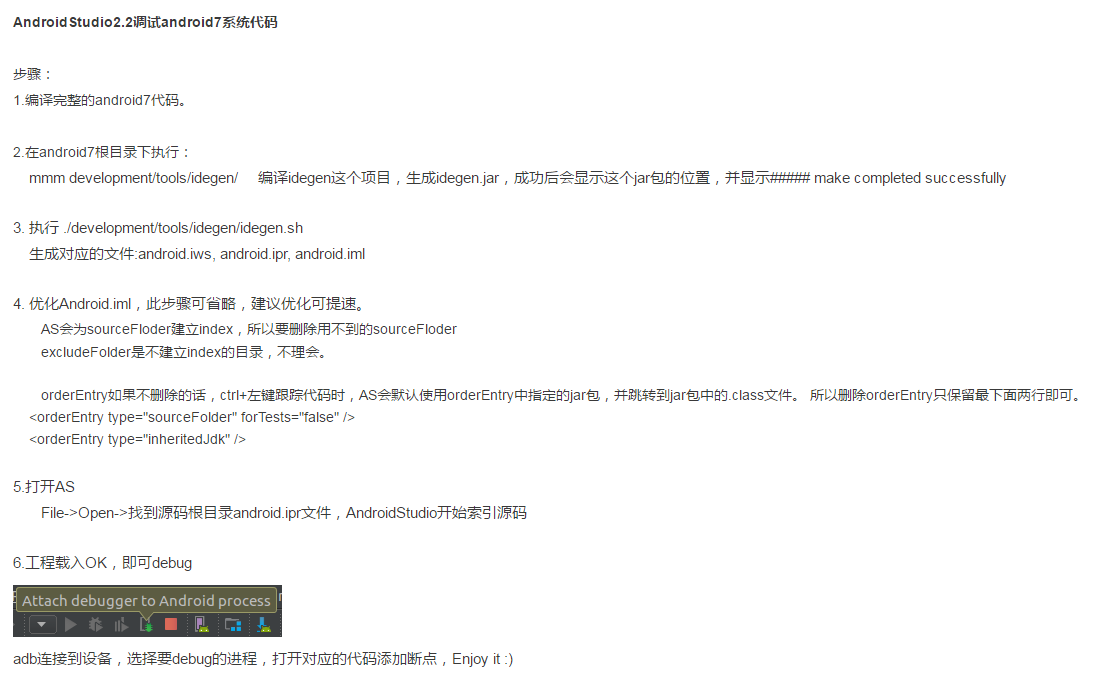 AndroidStudio2.2调试android7系统代码
步骤：
1.编译完整的android7代码。
2.在android7根目录下执行：
mmm development/tools/idegen/ 编译idegen这个项目，生成idegen.jar，成功后会显示这个jar包的位置，并显示##### make completed successfully
3. 执行 ./development/tools/idegen/idegen.sh
生成对应的文件:android.iws, android.ipr, android.iml
4. 优化Android.iml，此步骤可省略，建议优化可提速。
AS会为sourceFloder建立index，所以要删除用不到的sourceFloder
excludeFolder是不建立index的目录，不理会。
orderEntry如果不删除的话，ctrl+左键跟踪代码时，AS会默认使用orderEntry中指定的jar包，并跳转到jar包中的.class文件。 所以删除orderEntry只保留最下面两行即可。
<orderEntry type="sourceFolder" forTests="false" />
<orderEntry type="inheritedJdk" />
5.打开AS
File->Open->找到源码根目录android.ipr文件，AndroidStudio开始索引源码
6.工程载入OK，即可debug
Attach debugger to Android process
adb连接到设备，选择要debug的进程，打开对应的代码添加断点，Enjoy it :)